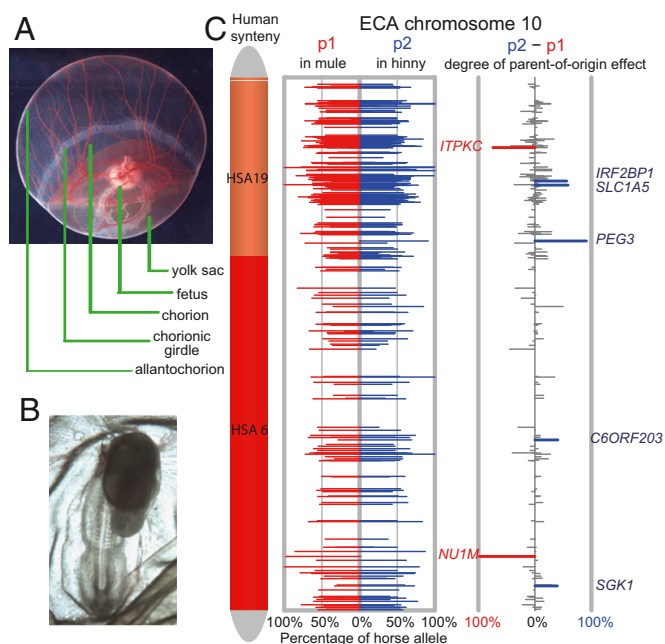 A
yolk sac
fetus
chorion
chorionic
girdle
allantochorion
B
C
Human
synteny
ECA chromosome 10
p1
in mule
p2
in hinny
p2 – p1
degree of parent-of-origin effect
HSA19
HSA 6
ITPKC
IRF2BP1
SLC1A5
PEG3
C6ORF203
NU1M
SGK1
100% 50% 0% 50% 100%
Percentage of horse allele
100% 0% 100%